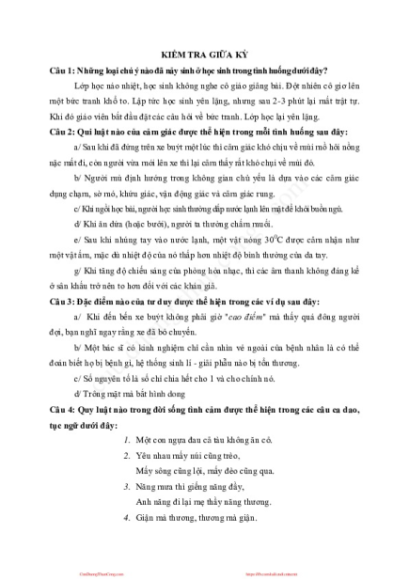 KIỂM TRA GIỮA KỲ
Câu 1: Những loại chú ý nào đã nảy sinh ở học sinh trong tình huống dưới đây?
Lớp học náo nhiệt, học sinh không nghe cô giáo giảng bài. Đột nhiên cô giơ lên
một bức tranh khổ to. Lập tức học sinh yên lặng, nhưng sau 2-3 phút lại mất trật tự.
Khi đó giáo viên bắt đầu đặt các câu hỏi về bức tranh. Lớp học lại yên lặng.
Câu 2: Qui luật nào của cảm giác được thể hiện trong mỗi tình huống sau đây:
a/ Sau khi đã đứng trên xe buýt một lúc thì cảm giác khó chịu về mùi mồ hôi nồng
nặc mất đi, còn người vừa mới lên xe thì lại cảm thấy rất khó chịu về mùi đó.
b/ Người mù định hướng trong không gian chủ yếu là dựa vào các cảm giác
đụng chạm, sờ mó, khứu giác, vận động giác và cảm giác rung.
c/ Khi ngồi học bài, người học sinh thường đắp nước lạnh lên mặt để khỏi buồn ngủ.
d/ Khi ăn dứa (hoặc bưởi), người ta thường chấm muối.
e/ Sau khi nhúng tay vào nước lạnh, một vật nóng 30⁰C được cảm nhận như
một vật ấm, mặc dù nhiệt độ của nó thấp hơn nhiệt độ bình thường của da tay.
g/ Khi tăng độ chiếu sáng của phòng hòa nhạc, thì các âm thanh không đáng kể
ở sân khấu trở nên to hơn đối với các khán giả.
Câu 3: Đặc điểm nào của tư duy được thể hiện trong các ví dụ sau đây:
a/ Khi đến bến xe buýt không phải giờ "cao điểm" mà thấy quá đông người
đợi, bạn nghĩ ngay rằng xe đã bỏ chuyến.
b/ Một bác sĩ có kinh nghiệm chỉ cần nhìn vẻ ngoài của bệnh nhân là có thể
đoán biết họ bị bệnh gì, hệ thống sinh lí - giải phẫu nào bị tổn thương.
c/ Số nguyên tố là số chỉ chia hết cho 1 và cho chính nó.
d/ Trông mặt mà bắt hình dong
Câu 4: Quy luật nào trong đời sống tình cảm được thể hiện trong các câu ca dao,
tục ngữ dưới đây:
1. Một con ngựa đau cả tàu không ăn cỏ.
2. Yêu nhau mấy núi cũng trèo,
Mấy sông cũng lội, mấy đèo cũng qua.
3. Nắng mưa thì giếng năng đầy,
Anh năng đi lại mẹ thầy năng thương.
4. Giận mà thương, thương mà giận.